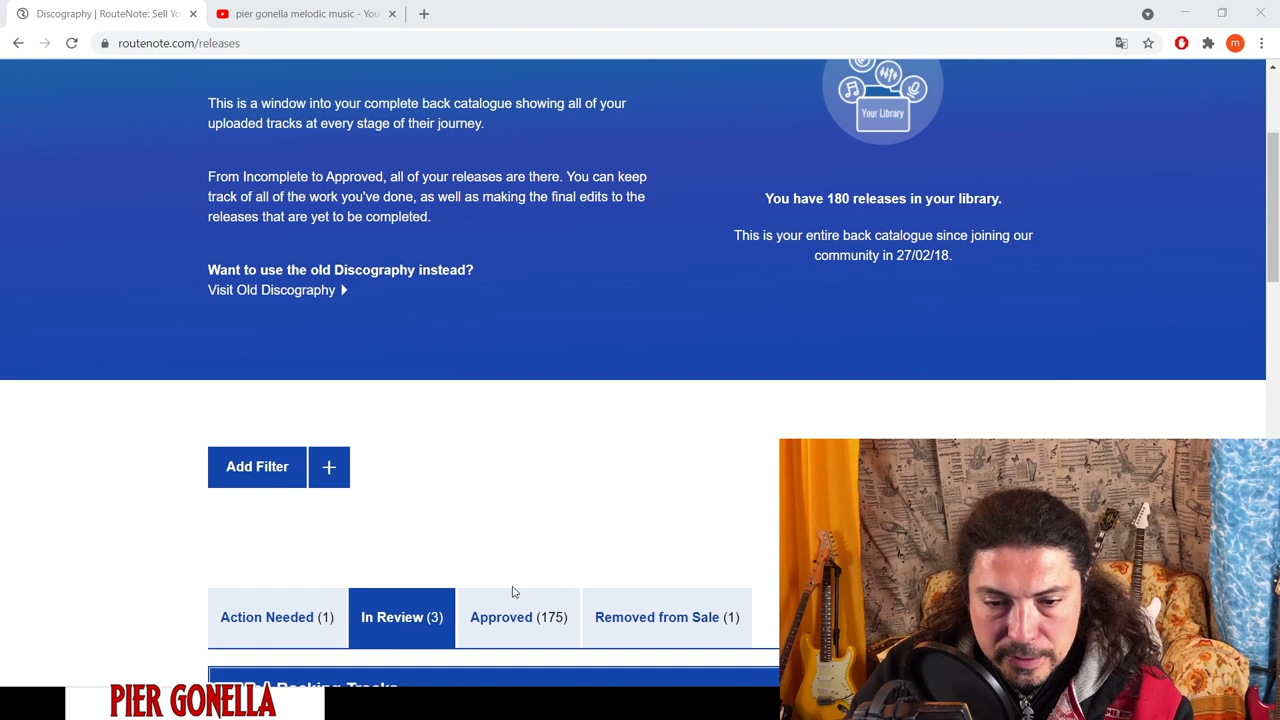 Discography | RouteNote: Sell Yo
pier gonella melodic music - You
routenote.com/releases
m
Your Library
This is a window into your complete back catalogue showing all of your
uploaded tracks at every stage of their journey.
From Incomplete to Approved, all of your releases are there. You can keep
track of all of the work you've done, as well as making the final edits to the
releases that are yet to be completed.
Want to use the old Discography instead?
Visit Old Discography
You have 180 releases in your library.
This is your entire back catalogue since joining our
community in 27/02/18.
Add Filter +
Action Needed (1)
In Review (3)
Approved (175)
Removed from Sale (1)
Backing Tracks
PIER GONELLA